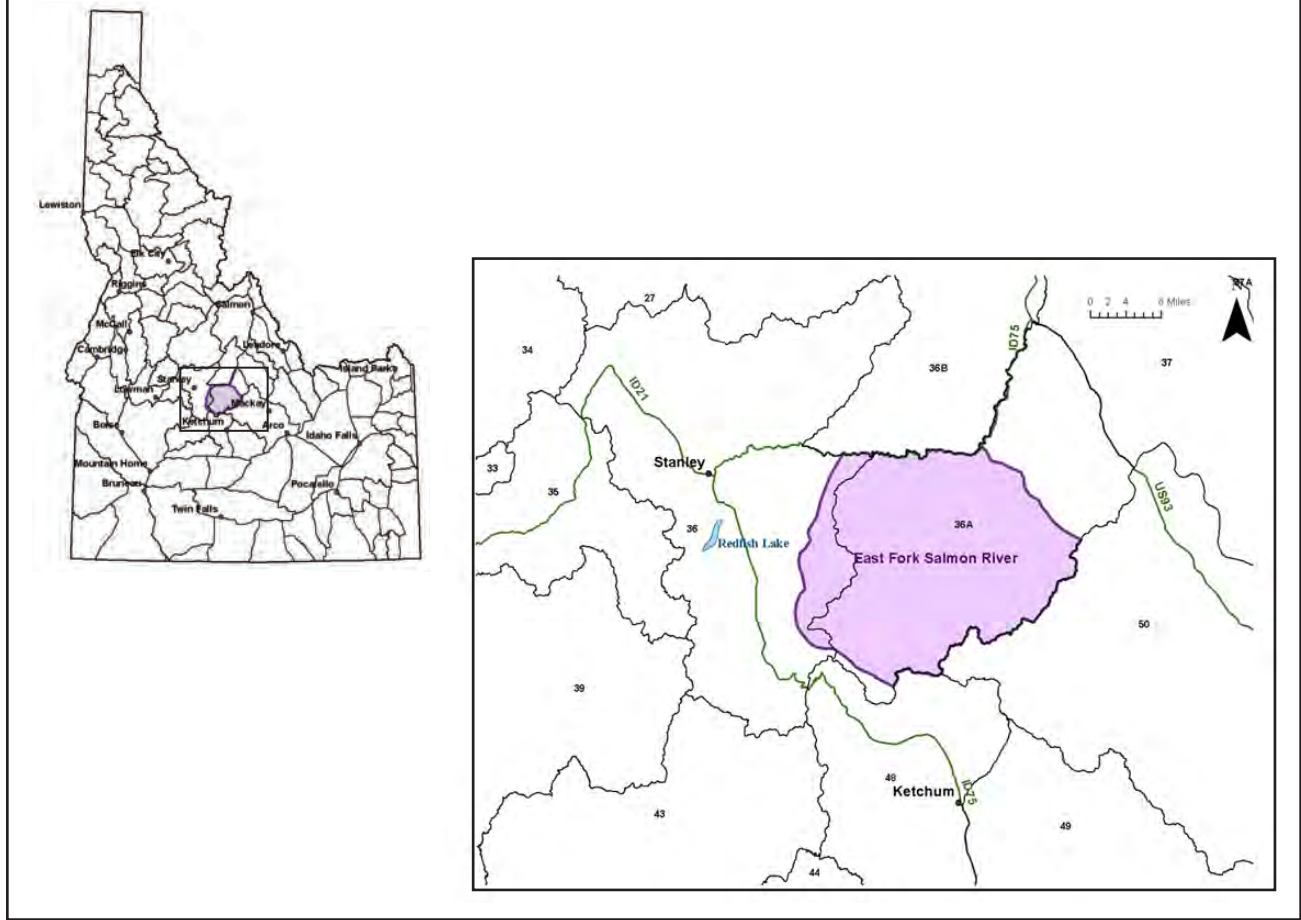 Lewiston
Elk City
Riggins
Salmon
McCall
Cambridge
Leadore
Island Park
Stanley
Lowman
Mackay
Ketchum
Boise
Arco
Idaho Falls
Mountain Home
Bruneau
Pocatello
Twin Falls
27
37A
0 2 4 8 Miles
ID75
34
36B
37
ID21
Stanley
33
35
US93
36
36A
Redfish Lake
East Fork Salmon River
50
39
48
Ketchum
ID75
43
49
44